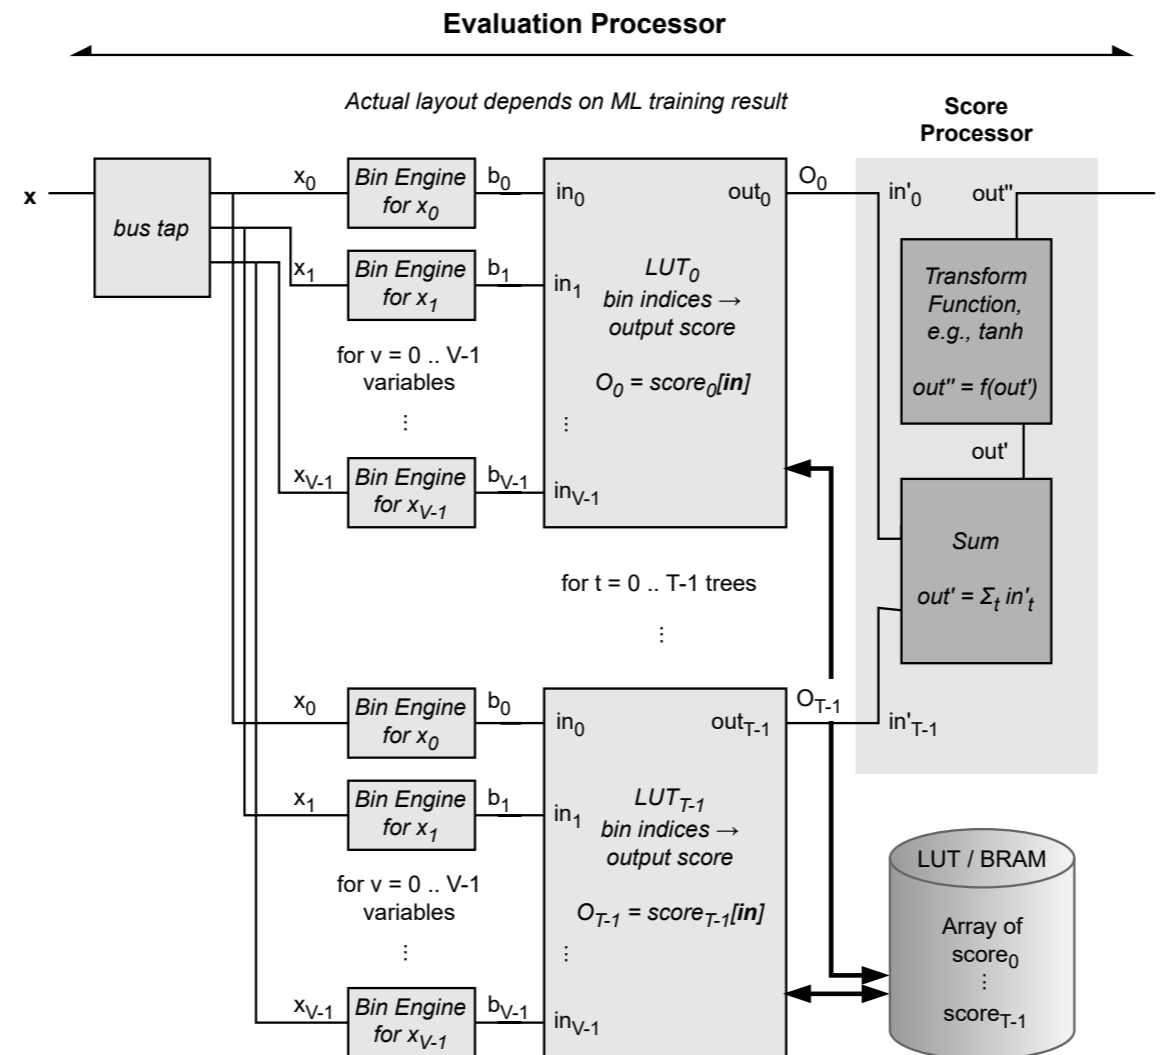 Evaluation Processor
Actual layout depends on ML training result
Score
Processor
x
bus tap
x0
Bin Engine
for x0
b0
in0
out0
O0
in'0
out''
x1
Bin Engine
for x1
b1
in1
LUT0
bin indices →
output score
O0 = score0[in]
Transform
Function,
e.g., tanh
out'' = f(out')
for v = 0 .. V-1
variables
⋮
⋮
out'
xV-1
Bin Engine
for xV-1
bV-1
inV-1
Sum
out' = Σt in't
for t = 0 .. T-1 trees
⋮
x0
Bin Engine
for x0
b0
in0
outT-1
OT-1
in'T-1
x1
Bin Engine
for x1
b1
in1
LUTT-1
bin indices →
output score
OT-1 = scoreT-1[in]
for v = 0 .. V-1
variables
⋮
⋮
xV-1
Bin Engine
for xV-1
bV-1
inV-1
LUT / BRAM
Array of
score0
⋮
scoreT-1